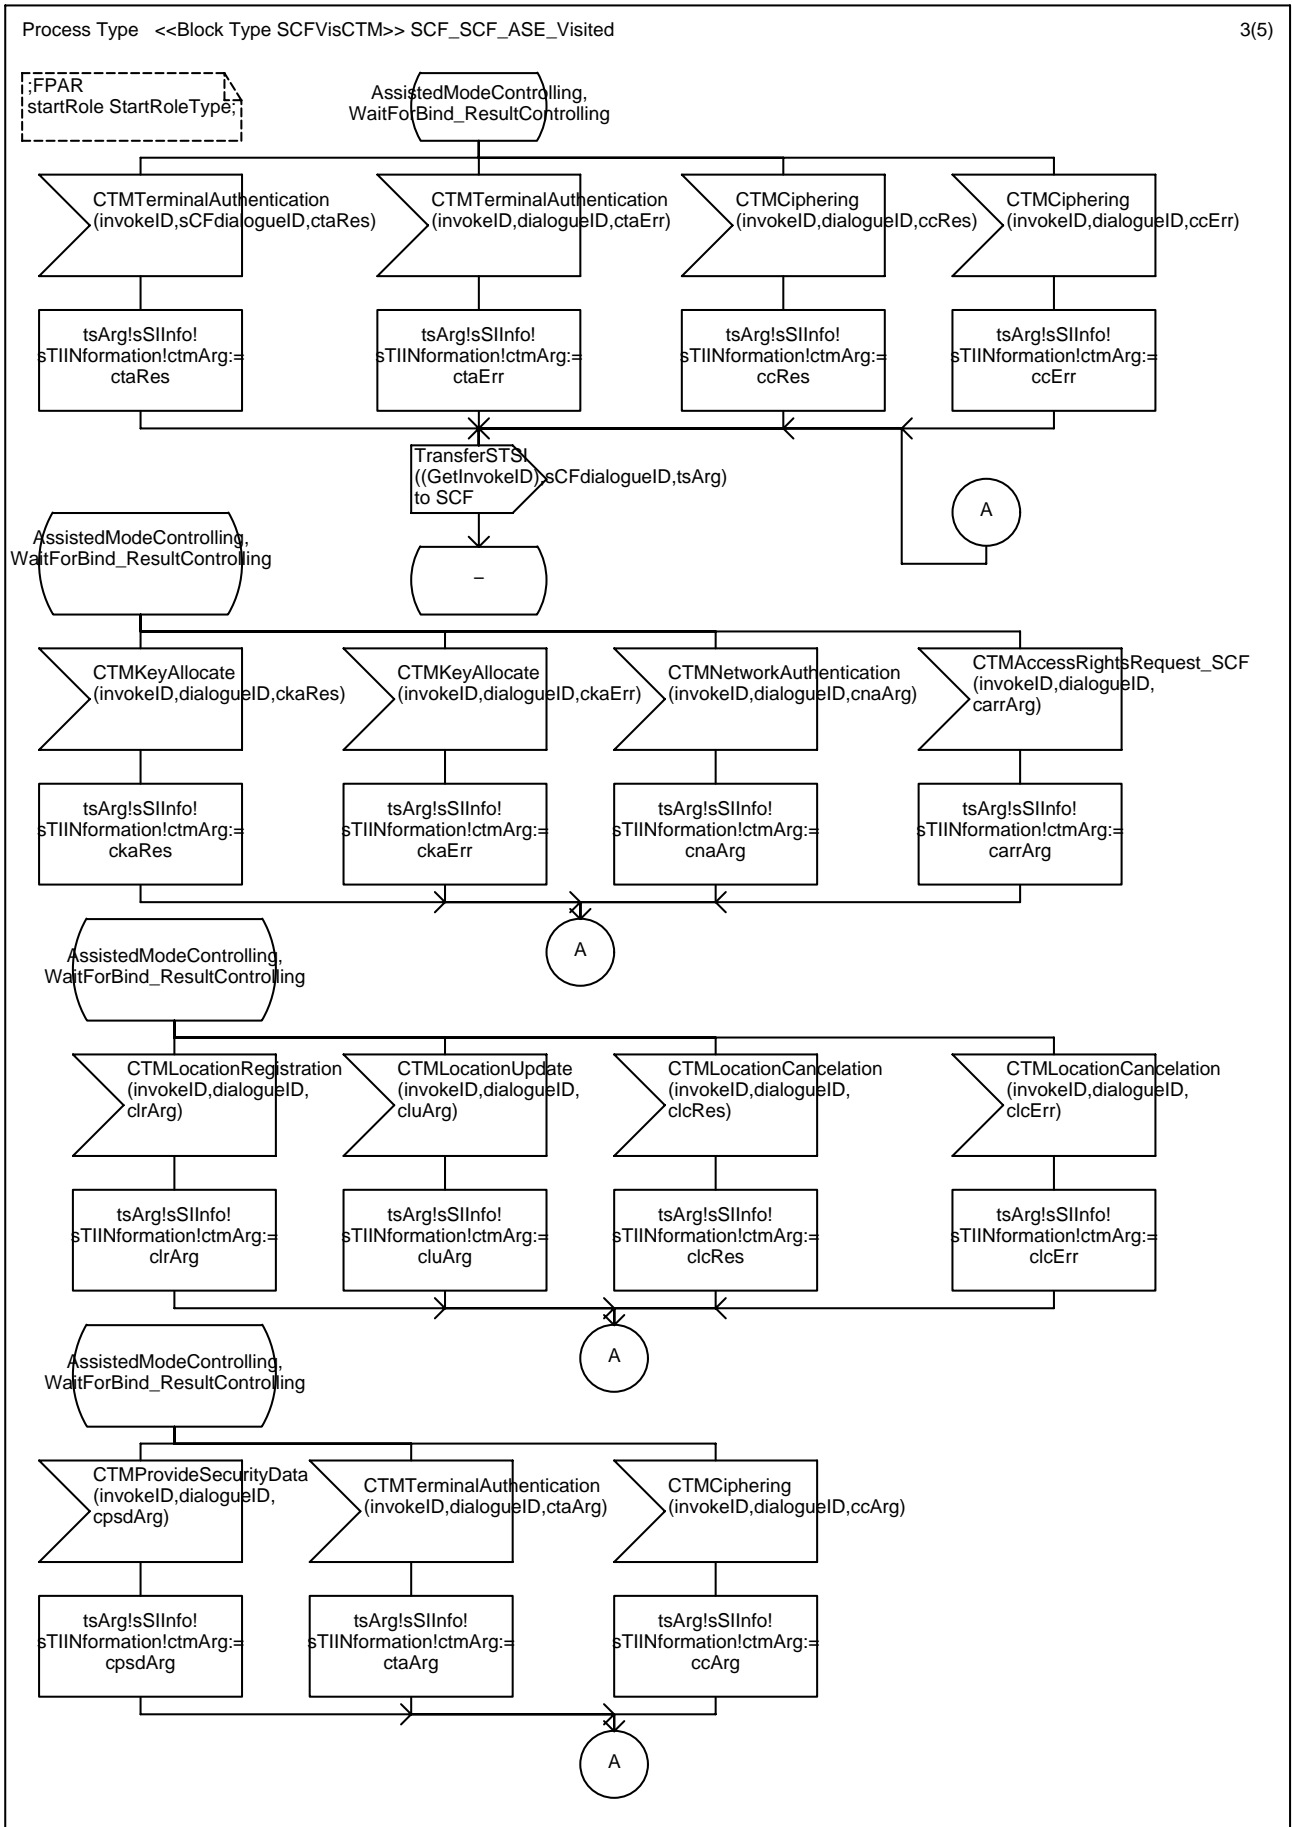 Process Type <<Block Type SCFVisCTM>> SCF_SCF_ASE_Visited
3(5)
;FPAR
startRole StartRoleType;
AssistedModeControlling,
WaitForBind_ResultControlling
CTMTerminalAuthentication
(invokeID,sCFdialogueID,ctaRes)
CTMTerminalAuthentication
(invokeID,dialogueID,ctaErr)
CTMCiphering
(invokeID,dialogueID,ccRes)
CTMCiphering
(invokeID,dialogueID,ccErr)
tsArg!sSIInfo!
sTIINformation!ctmArg:=
ctaRes
tsArg!sSIInfo!
sTIINformation!ctmArg:=
ctaErr
tsArg!sSIInfo!
sTIINformation!ctmArg:=
ccRes
tsArg!sSIInfo!
sTIINformation!ctmArg:=
ccErr
TransferSTSI
((GetInvokeID),sCFdialogueID,tsArg)
to SCF
A
–
AssistedModeControlling,
WaitForBind_ResultControlling
CTMKeyAllocate
(invokeID,dialogueID,ckaRes)
CTMKeyAllocate
(invokeID,dialogueID,ckaErr)
CTMNetworkAuthentication
(invokeID,dialogueID,cnaArg)
CTMAccessRightsRequest_SCF
(invokeID,dialogueID,
carrArg)
tsArg!sSIInfo!
sTIINformation!ctmArg:=
ckaRes
tsArg!sSIInfo!
sTIINformation!ctmArg:=
ckaErr
tsArg!sSIInfo!
sTIINformation!ctmArg:=
cnaArg
tsArg!sSIInfo!
sTIINformation!ctmArg:=
carrArg
A
AssistedModeControlling,
WaitForBind_ResultControlling
CTMLocationRegistration
(invokeID,dialogueID,
clrArg)
CTMLocationUpdate
(invokeID,dialogueID,
cluArg)
CTMLocationCancelation
(invokeID,dialogueID,
clcRes)
CTMLocationCancelation
(invokeID,dialogueID,
clcErr)
tsArg!sSIInfo!
sTIINformation!ctmArg:=
clrArg
tsArg!sSIInfo!
sTIINformation!ctmArg:=
cluArg
tsArg!sSIInfo!
sTIINformation!ctmArg:=
clcRes
tsArg!sSIInfo!
sTIINformation!ctmArg:=
clcErr
A
AssistedModeControlling,
WaitForBind_ResultControlling
CTMProvideSecurityData
(invokeID,dialogueID,
cpsdArg)
CTMTerminalAuthentication
(invokeID,dialogueID,ctaArg)
CTMCiphering
(invokeID,dialogueID,ccArg)
tsArg!sSIInfo!
sTIINformation!ctmArg:=
cpsdArg
tsArg!sSIInfo!
sTIINformation!ctmArg:=
ctaArg
tsArg!sSIInfo!
sTIINformation!ctmArg:=
ccArg
A